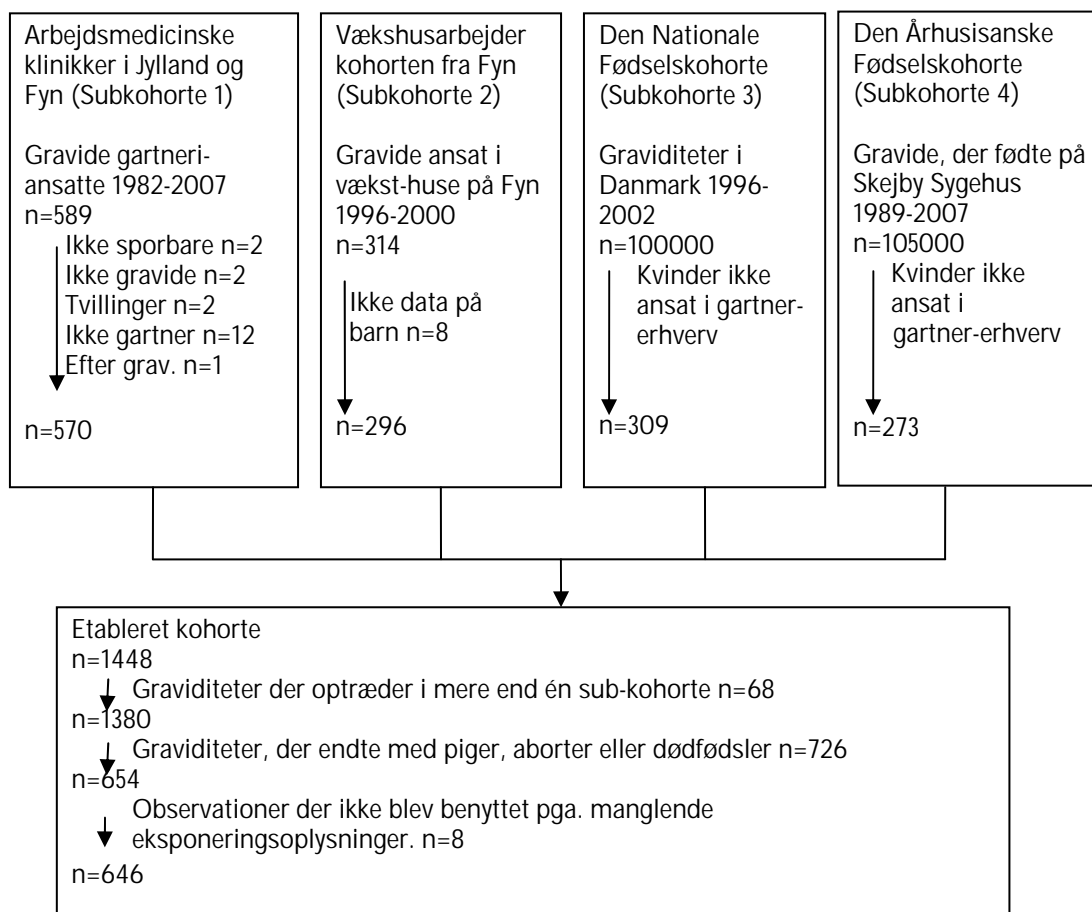 Arbejdsmedicinske
klinikker i Jylland og
Fyn (Subkohorte 1)
Gravide gartneri-
ansatte 1982-2007
n=589
Ikke sporbare n=2
Ikke gravide n=2
Tvillinger n=2
Ikke gartner n=12
Efter grav. n=1
n=570
Vækshusarbejder
kohorten fra Fyn
(Subkohorte 2)
Gravide ansat i
vækst-huse på Fyn
1996-2000
n=314
Ikke data på
barn n=8
n=296
Den Nationale
Fødselskohorte
(Subkohorte 3)
Graviditeter i
Danmark 1996-
2002
n=100000
Kvinder ikke
ansat i gartner-
erhverv
n=309
Den Århusisanske
Fødselskohorte
(Subkohorte 4)
Gravide, der fødte på
Skejby Sygehus
1989-2007
n=105000
Kvinder ikke
ansat i
gartner-erhverv
n=273
Etableret kohorte
n=1448
Graviditeter der optræder i mere end én sub-kohorte n=68
n=1380
Graviditeter, der endte med piger, aborter eller dødfødsler n=726
n=654
Observationer der ikke blev benyttet pga. manglende
eksponeringsoplysninger. n=8
n=646